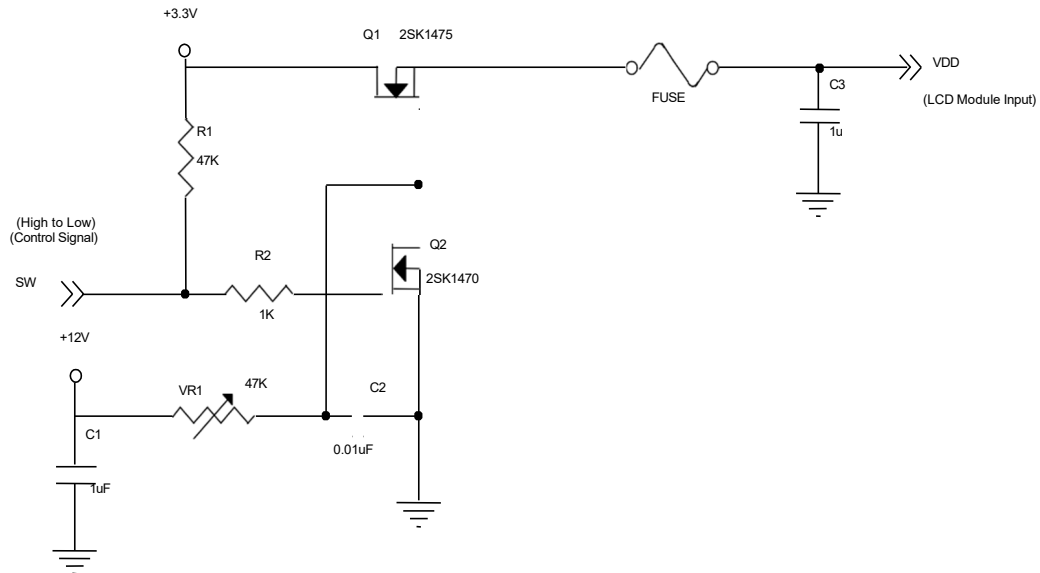 +3.3V
Q1 2SK1475
VDD
FUSE
C3
(LCD Module Input)
R1
1u
47K
(High to Low)
(Control Signal)
Q2
R2
SW
2SK1470
1K
+12V
VR1
47K
C2
C1
0.01uF
1uF